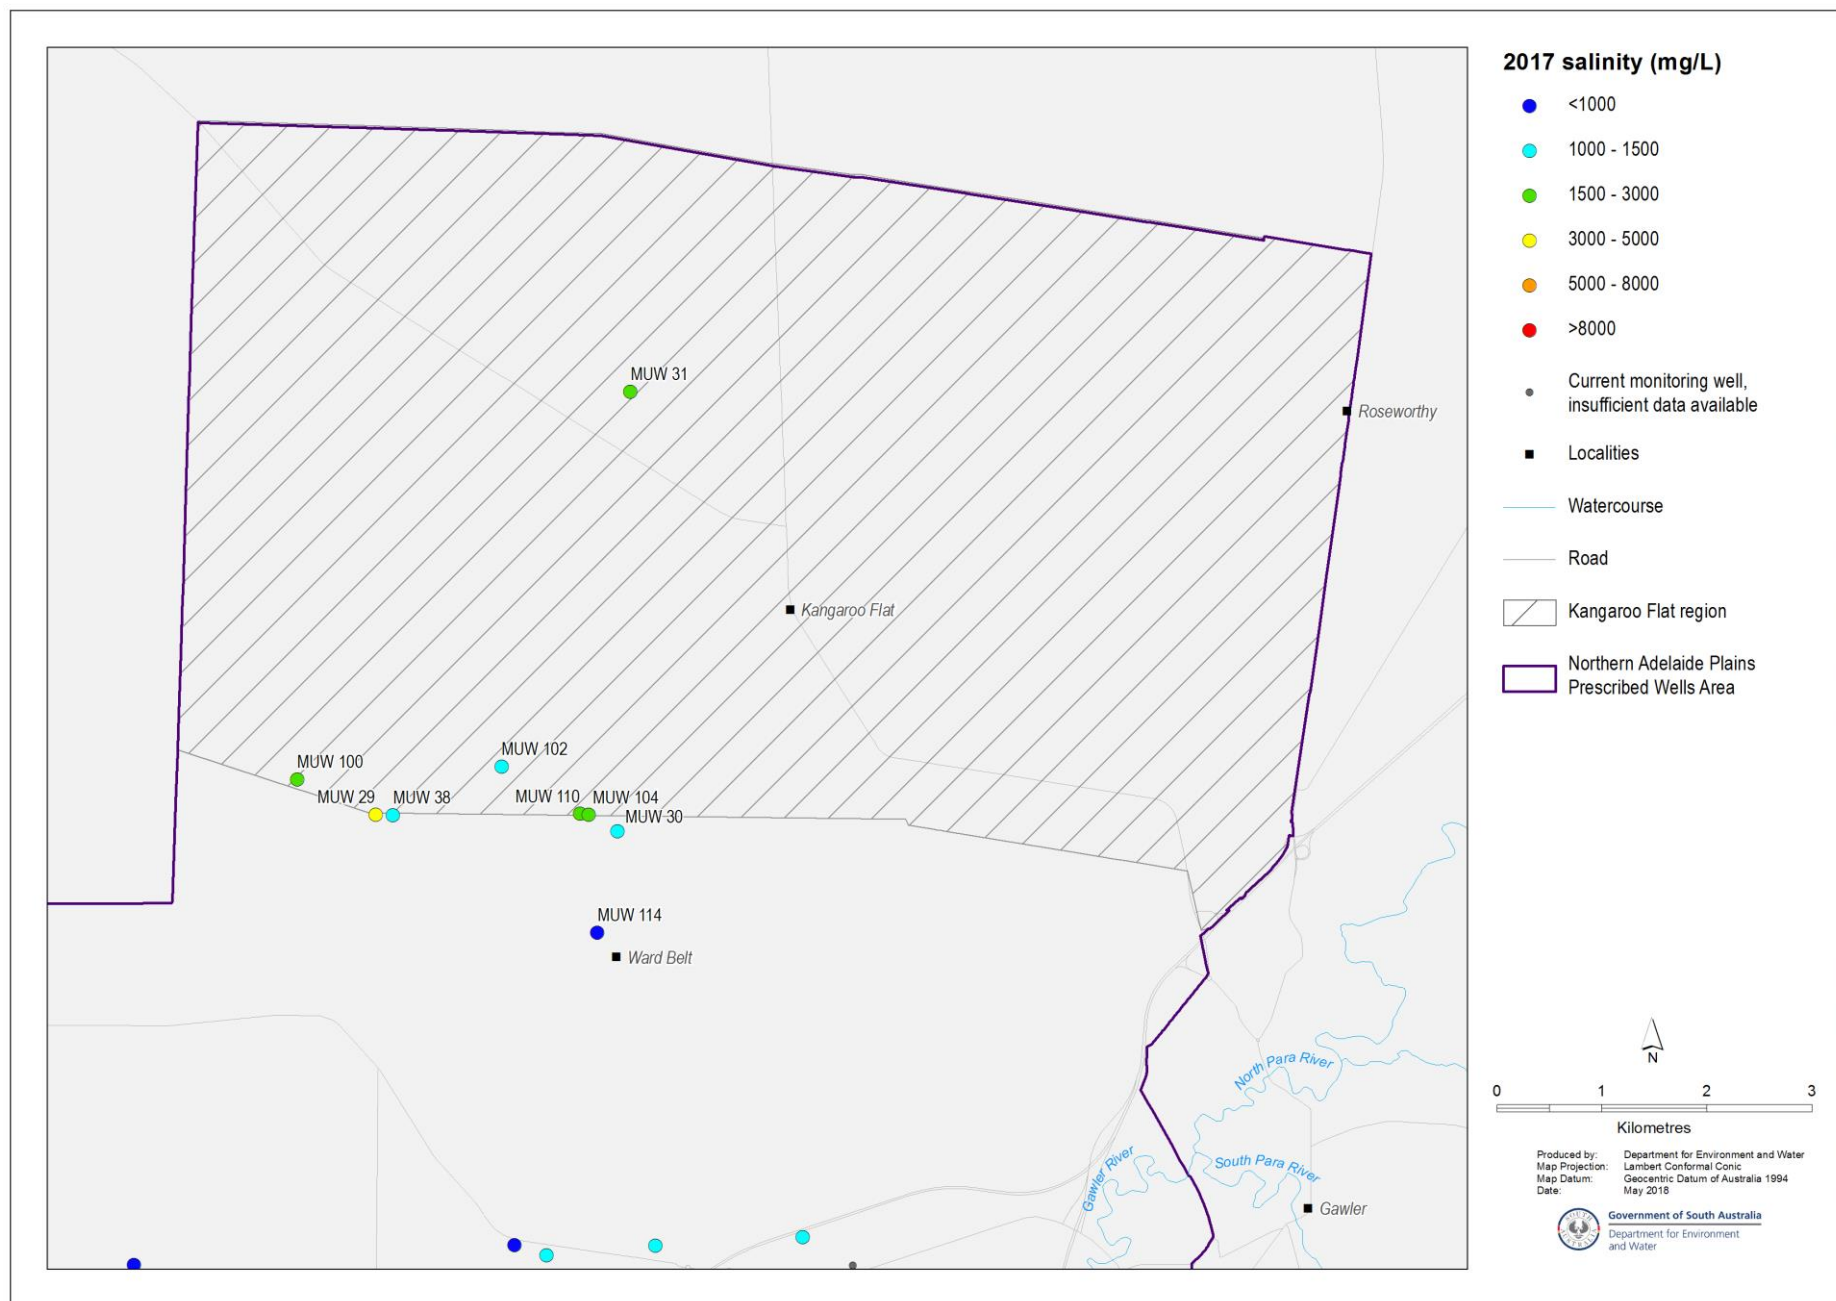 2017 salinity (mg/L)
<1000
1000 - 1500
1500 - 3000
3000 - 5000
5000 - 8000
>8000
Current monitoring well,
insufficient data available
Localities
Watercourse
Road
Kangaroo Flat region
Northern Adelaide Plains
Prescribed Wells Area
MUW 31
Roseworthy
Kangaroo Flat
MUW 102
MUW 100
MUW 29
MUW 38
MUW 110
MUW 104
MUW 30
MUW 114
Ward Belt
North Para River
South Para River
Gawler River
Gawler
N
0 1 2 3
Kilometres
Produced by: Department for Environment and Water
Map Projection: Lambert Conformal Conic
Map Datum: Geocentric Datum of Australia 1994
Date: May 2018
SOUTH
AUSTRALIA
Government of South Australia
Department for Environment
and Water